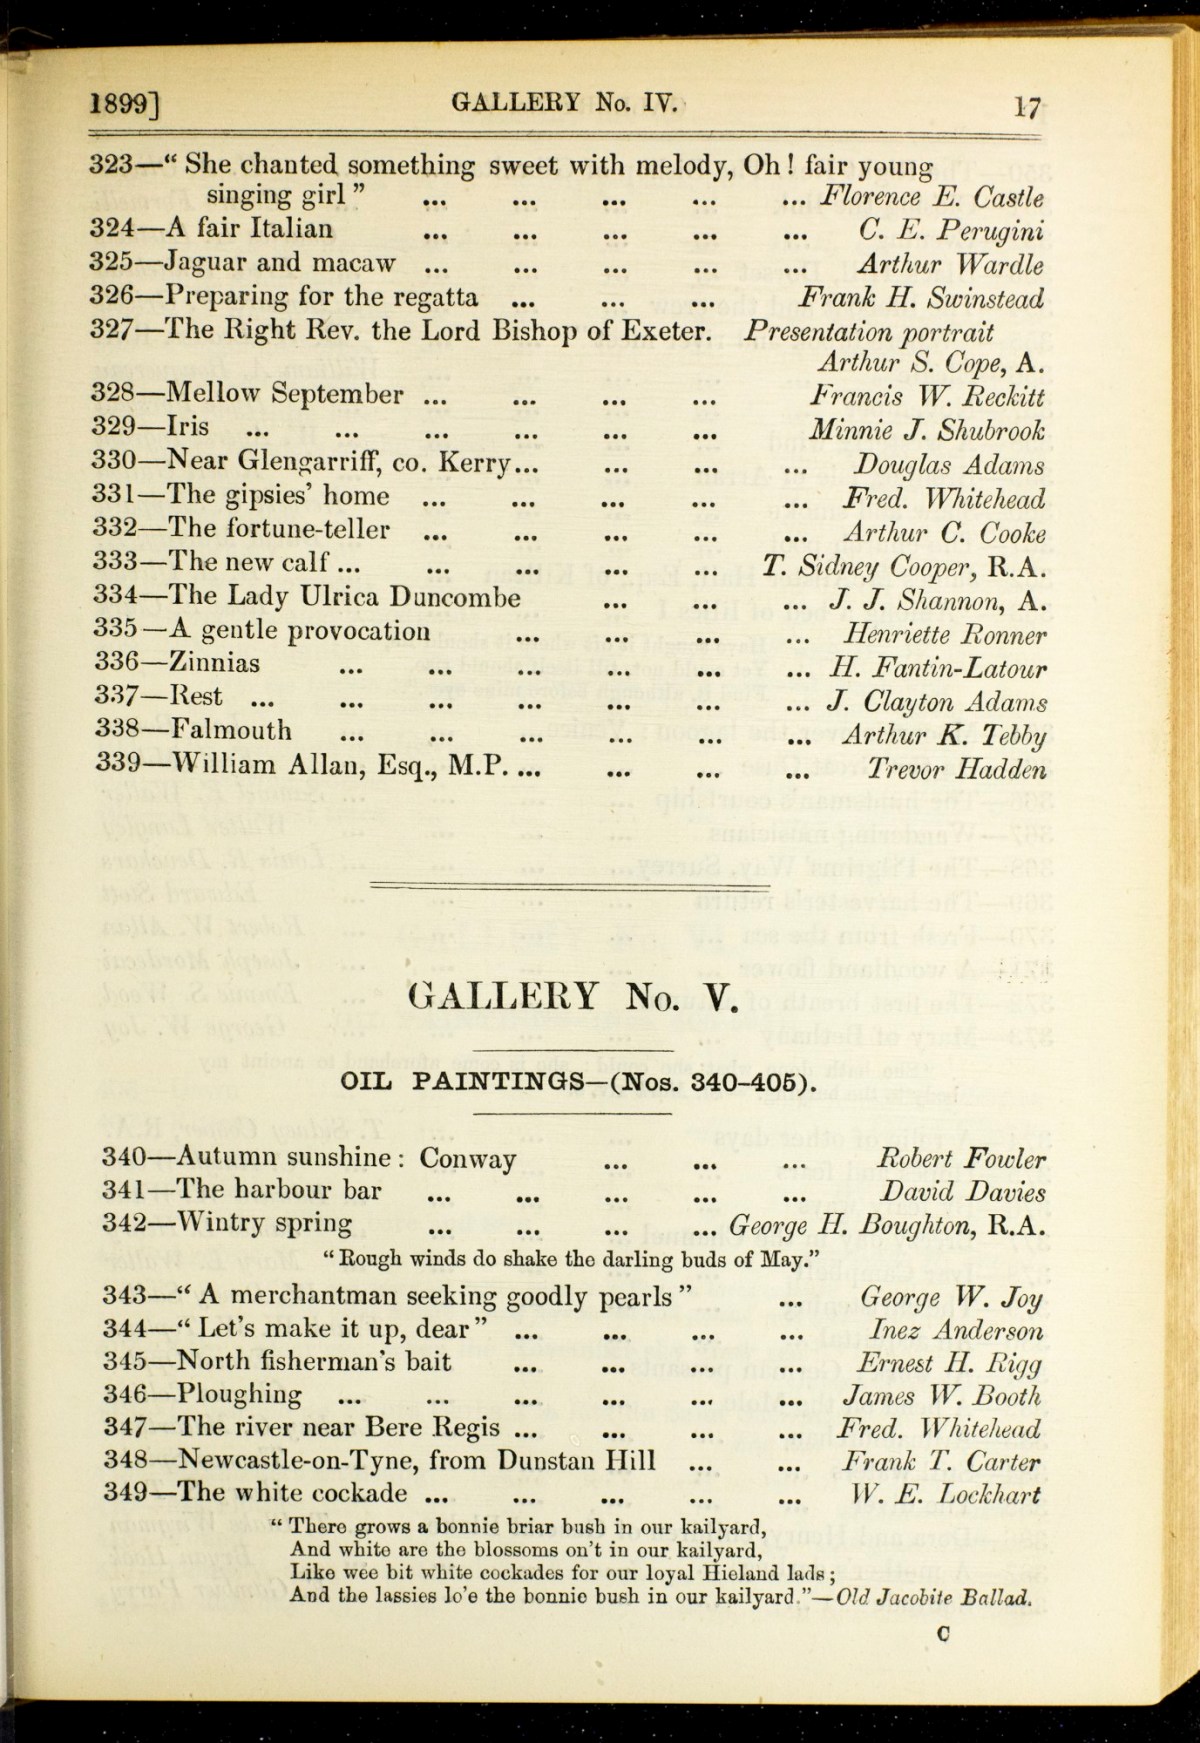 1899] GALLERY No. IV. 17
323—“ She chanted something sweet with melody, Oh! fair young
singing girl ” ... ... ... ... ... Florence E. Castle
324—A fair Italian ... ... ... ... ... C. E. Perugini
325—Jaguar and macaw ... ... ... ... ... Arthur Wardle
326—Preparing for the regatta ... ... ... Frank H. Swinstead
327—The Right Rev. the Lord Bishop of Exeter. Presentation portrait
Arthur S. Cope, A.
328—Mellow September ... ... ... ... Francis W. Reckitt
329—Iris ... ... ... ... ... ... Minnie J. Shubrook
330—Near Glengarriff, co. Kerry... ... ... ... Douglas Adams
331—The gipsies’ home ... ... ... ... ... Fred. Whitehead
332—The fortune-teller ... ... ... ... ... Arthur C. Cooke
333—The new calf ... ... ... ... ... T. Sidney Cooper, R.A.
334—The Lady Ulrica Duncombe ... ... ... J. J. Shannon, A.
335—A gentle provocation ... ... ... ... Henriette Ronner
336—Zinnias ... ... ... ... ... ... H. Fantin-Latour
337—Rest ... ... ... ... ... ... ... J. Clayton Adams
338—Falmouth ... ... ... ... ... ... Arthur K. Tebby
339—William Allan, Esq., M.P. ... ... ... ... Trevor Hadden
GALLERY No. V.
OIL PAINTINGS—(Nos. 340-405).
340—Autumn sunshine : Conway ... ... ... Robert Fowler
341—The harbour bar ... ... ... ... ... David Davies
342—Wintry spring ... ... ... ... George H. Boughton, R.A.
“ Rough winds do shake the darling buds of May.”
343—“ A merchantman seeking goodly pearls ” ... George W. Joy
344—“ Let’s make it up, dear ” ... ... ... ... Inez Anderson
345—North fisherman’s bait ... ... ... ... Ernest H. Rigg
346—Ploughing ... ... ... ... ... ... James W. Booth
347—The river near Bere Regis ... ... ... ... Fred. Whitehead
348—Newcastle-on-Tyne, from Dunstan Hill ... ... Frank T. Carter
349—The white cockade ... ... ... ... ... W. E. Lockhart
“ There grows a bonnie briar bush in our kailyard,
And white are the blossoms on’t in our kailyard,
Like wee bit white cockades for our loyal Hieland lads ;
And the lassies lo’e the bonnie bush in our kailyard.”—Old Jacobite Ballad.
C